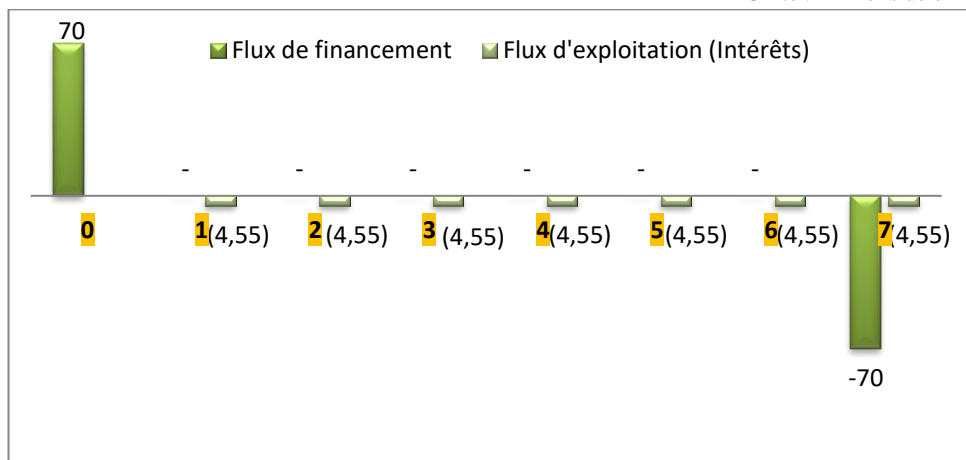 70
Flux de financement Flux d'exploitation (Intérêts)
- - - - - -
0 1 (4,55) 2 (4,55) 3 (4,55) 4 (4,55) 5 (4,55) 6 (4,55) 7 (4,55)
-70